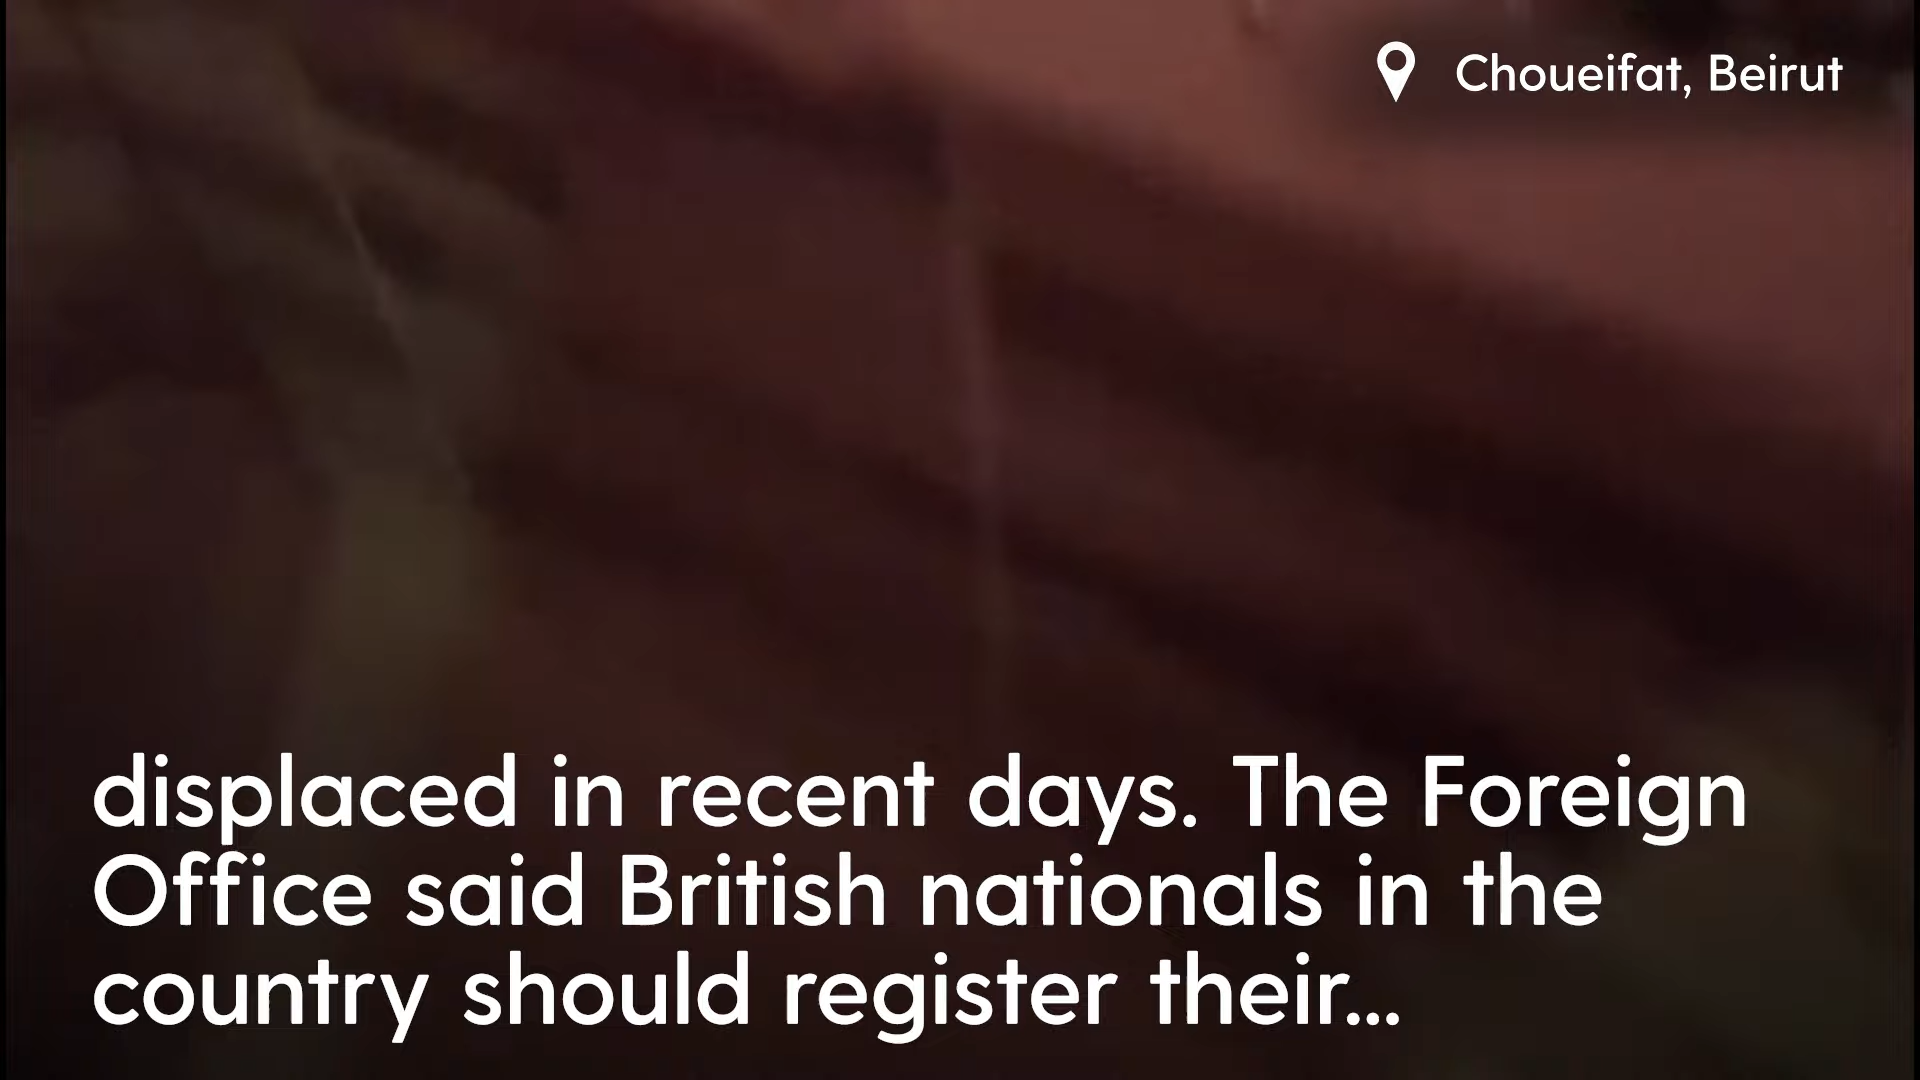 Choueifat, Beirut
displaced in recent days. The Foreign
Office said British nationals in the
country should register their...